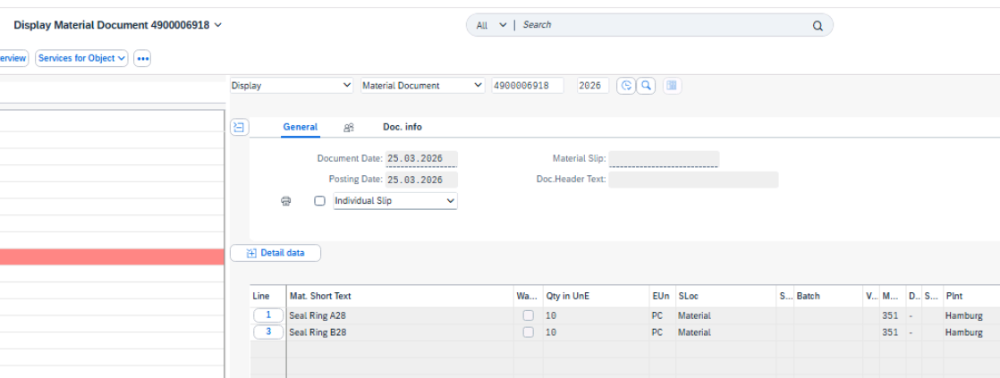 Display Material Document 4900006918
All Search
erview Services for Object •••
Display Material Document 4900006918 2026
General Doc. info
Document Date: 25.03.2026 Material Slip:
Posting Date: 25.03.2026 Doc.Header Text:
Individual Slip
Detail data
Line Mat. Short Text Wa... Qty in UnE EUn SLoc S... Batch V... M... D.. S... Plnt
1 Seal Ring A28 10 PC Material 351 - Hamburg
3 Seal Ring B28 10 PC Material 351 - Hamburg